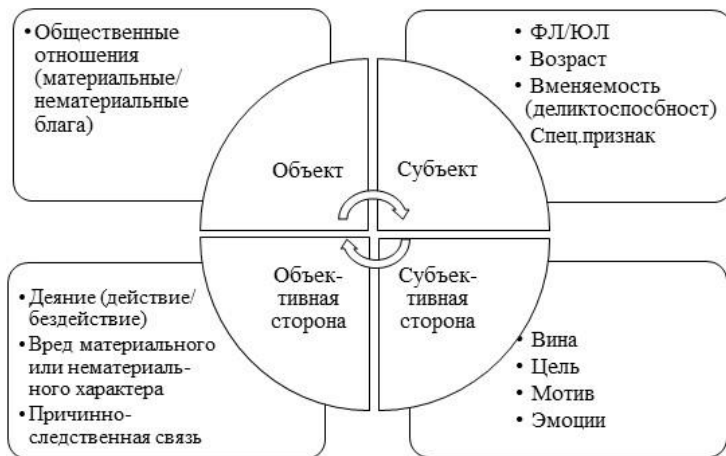 • Общественные
отношения
(материальные/
нематериальные
блага)
• ФЛ/ЮЛ
• Возраст
• Вменяемость
(деликтоспосбност)
Спец.признак
Объект
Субъект
Объек-
тивная
сторона
Субъек-
тивная
сторона
• Деяние (действие/
бездействие)
• Вред материального
или нематериаль-
ного характера
• Причинно-
следственная связь
• Вина
• Цель
• Мотив
• Эмоции